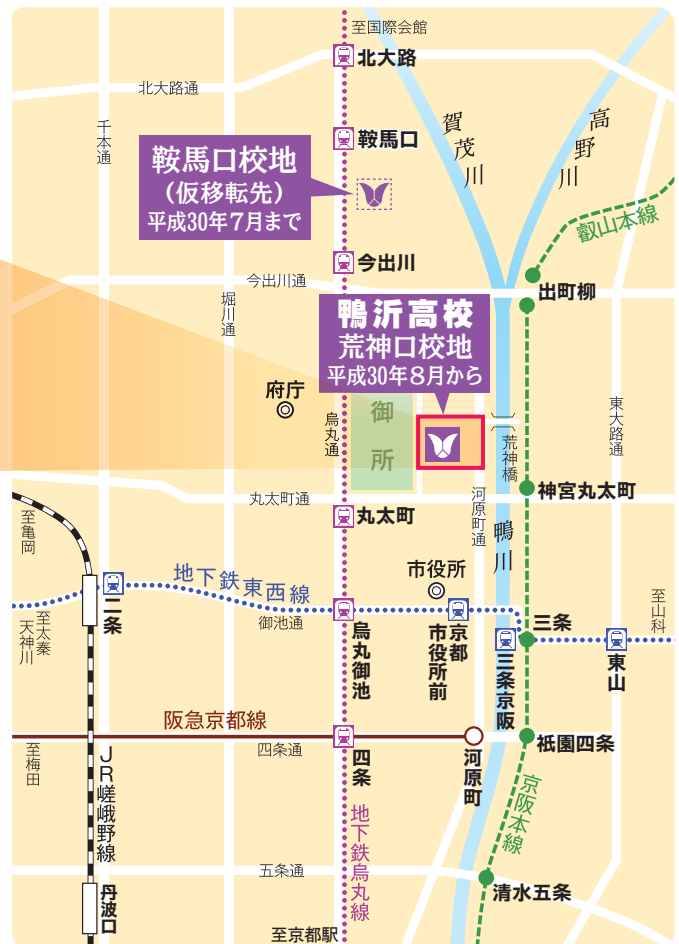 至国際会館
北大路
北大路通
千本通
鞍馬口
賀茂川
高野川
鞍馬口校地
（仮移転先）
平成30年7月まで
叡山本線
今出川
今出川通
出町柳
堀川通
鴨沂高校
荒神口校地
平成30年8月から
府庁
御所
烏丸通
荒神橋
東大路通
神宮丸太町
丸太町通
河原町通
丸太町
至亀岡
鴨川
市役所
地下鉄東西線
二条
至太秦
天神川
御池通
烏丸御池
京都
市役所前
三条
三条京阪
東山
至山科
阪急京都線
四条通
至梅田
四条
河原町
祇園四条
JR嵯峨野線
京阪本線
地下鉄烏丸線
五条通
清水五条
丹波口
至京都駅